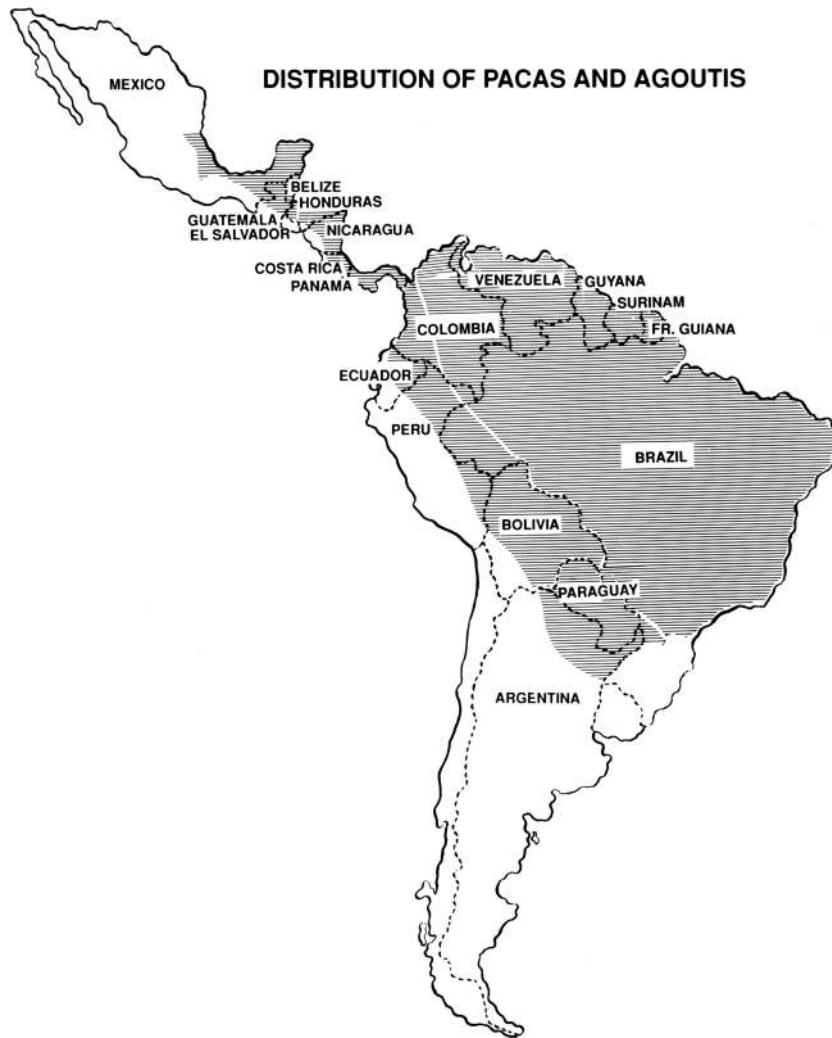 DISTRIBUTION OF PACAS AND AGOUTIS
MEXICO
BELIZE
HONDURAS
GUATEMALA
EL SALVADOR
NICARAGUA
COSTA RICA
PANAMA
VENEZUELA
GUYANA
SURINAM
FR. GUIANA
COLOMBIA
ECUADOR
PERU
BRAZIL
BOLIVIA
PARAGUAY
ARGENTINA